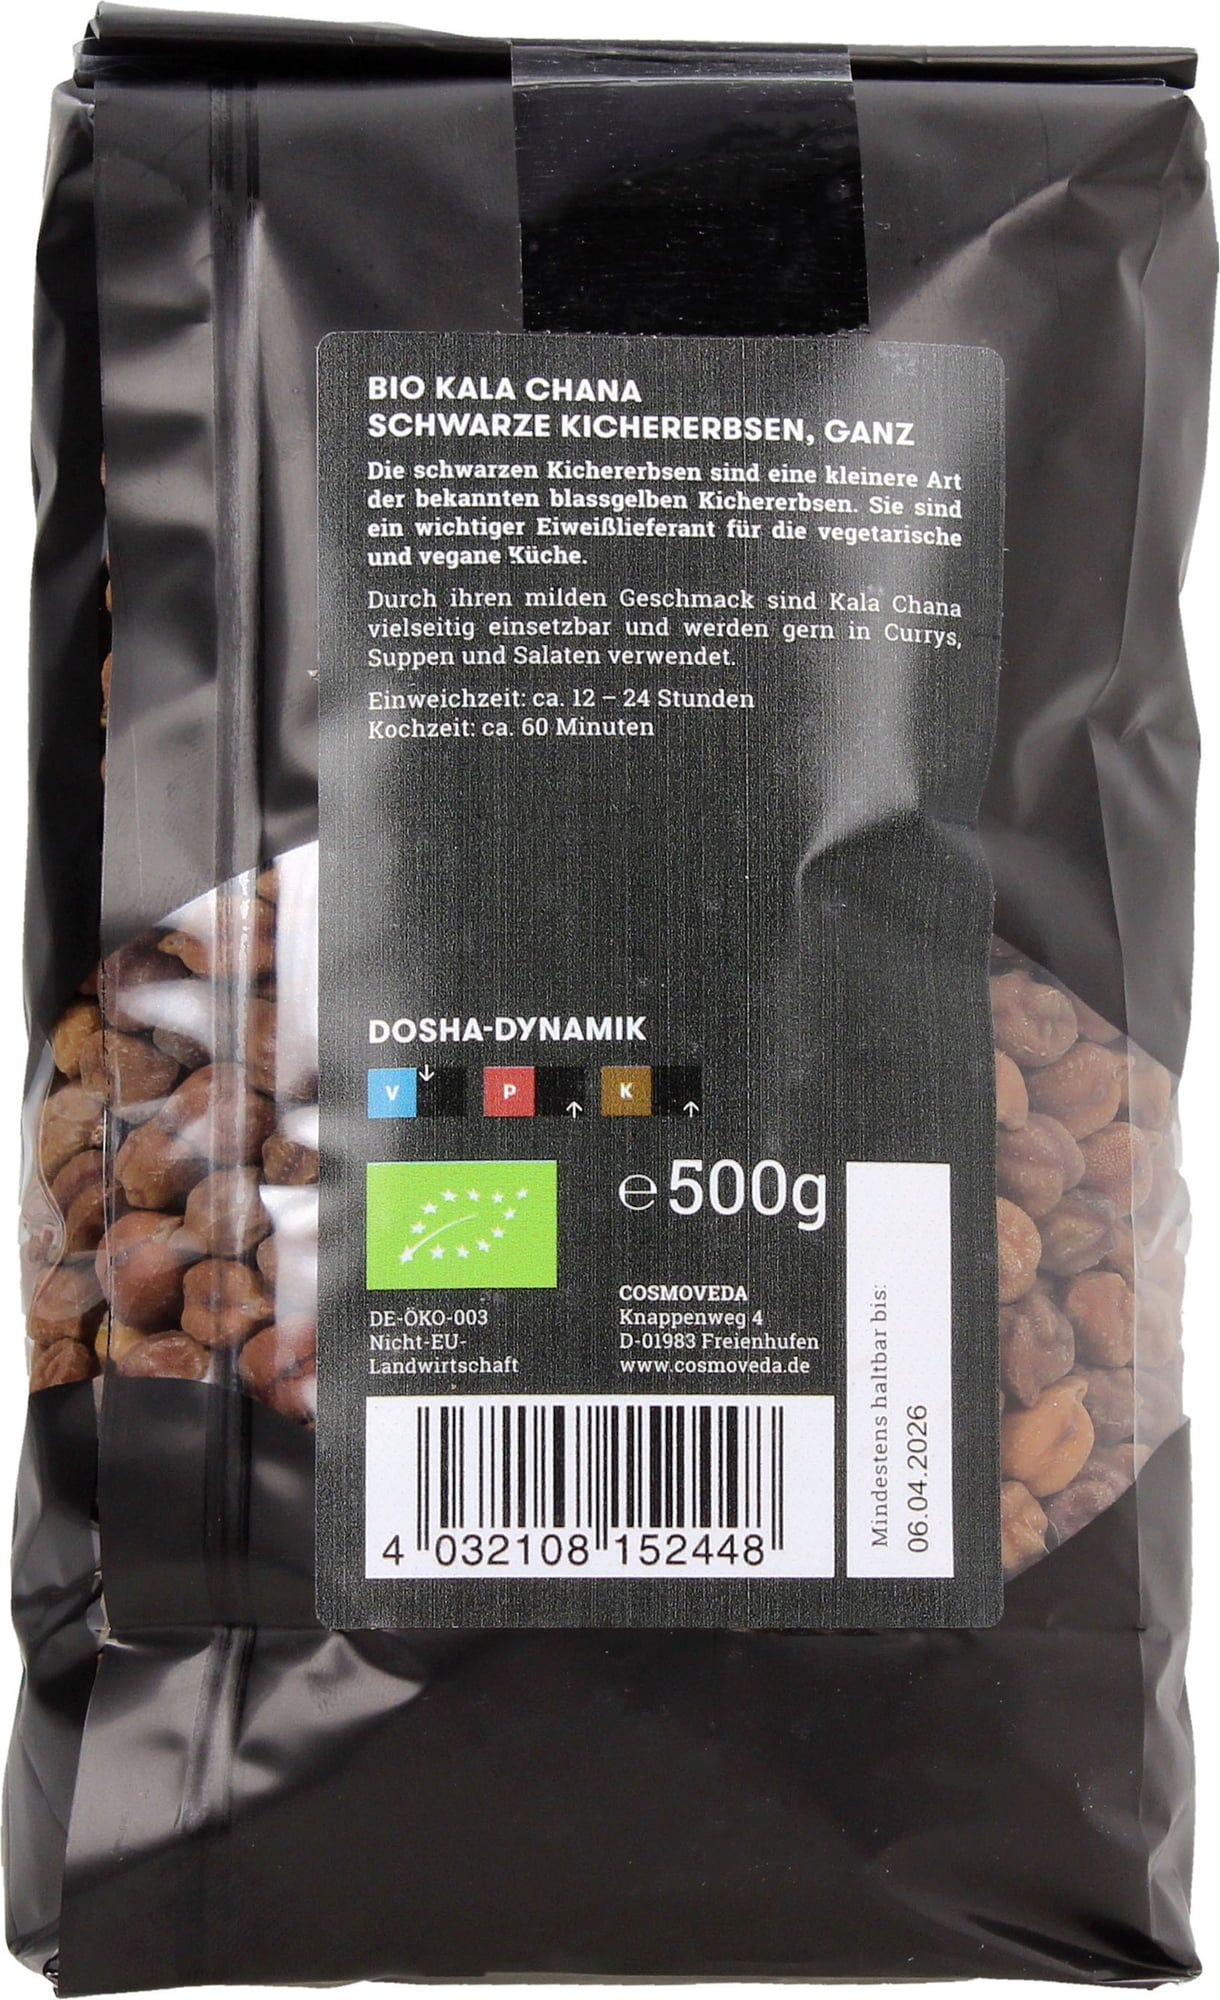 BIO KALA CHANA
SCHWARZE KICHERERBSEN, GANZ
Die schwarzen Kichererbsen sind eine kleinere Art
der bekannten blassgelben Kichererbsen. Sie sind
ein wichtiger Eiweißlieferant für die vegetarische
und vegane Küche.
Durch ihren milden Geschmack sind Kala Chana
vielseitig einsetzbar und werden gern in Currys,
Suppen und Salaten verwendet.
Einweichzeit: ca. 12 – 24 Stunden
Kochzeit: ca. 60 Minuten
DOSHA-DYNAMIK
V ↓ P ↑ K ↑
℮500g
DE-ÖKO-003
Nicht-EU-
Landwirtschaft
COSMOVEDA
Knappenweg 4
D-01983 Freienhufen
www.cosmoveda.de
Mindestens haltbar bis:
06.04.2026
4 032108 152448